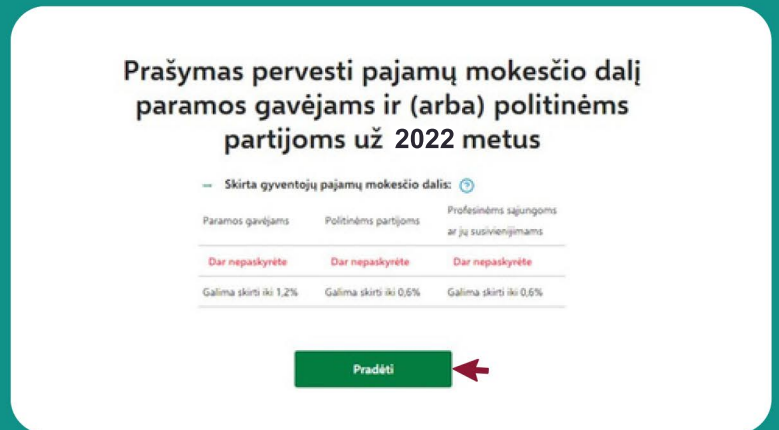 Prašymas pervesti pajamų mokesčio dalį
paramos gavėjams ir (arba) politinėms
partijoms už 2022 metus
– Skirta gyventojų pajamų mokesčio dalis: ?
Paramos gavėjams Politinėms partijoms Profesinėms sąjungoms
ar jų susivienijimams
Dar nepaskyrėte Dar nepaskyrėte Dar nepaskyrėte
Galima skirti iki 1,2% Galima skirti iki 0,6% Galima skirti iki 0,6%
Pradėti